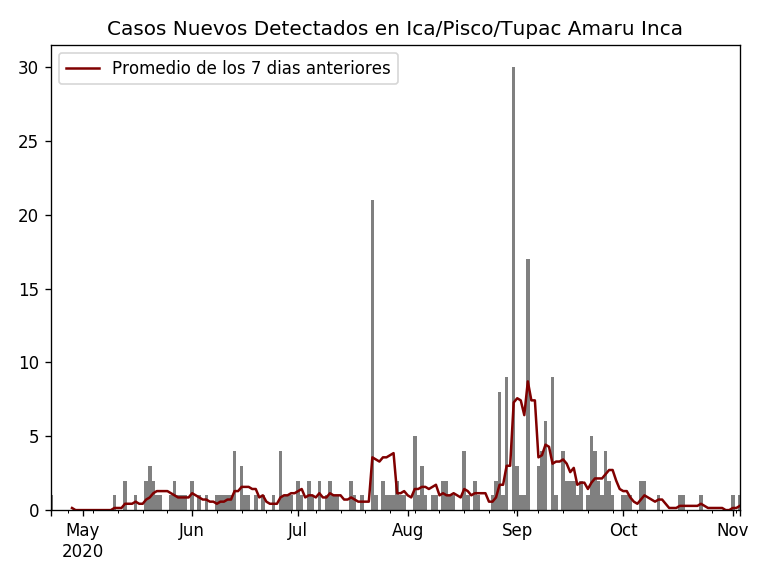 Casos Nuevos Detectados en Ica/Pisco/Tupac Amaru Inca
Promedio de los 7 dias anteriores
30
25
20
15
10
5
0
May Jun Jul Aug Sep Oct Nov
2020